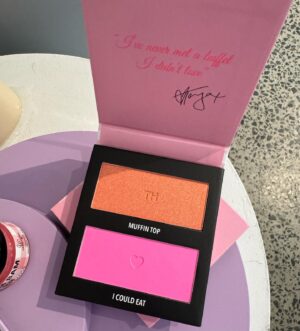 "I've never met a buffet
I didn't love"
TH
MUFFIN TOP
I COULD EAT